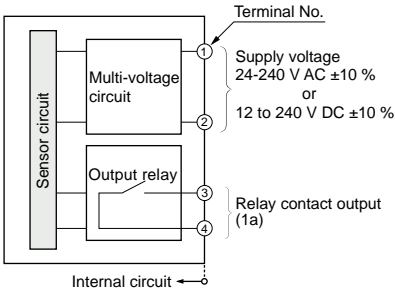 Terminal No.
Multi-voltage
circuit
1
2
Supply voltage
24-240 V AC ±10 %
or
12 to 240 V DC ±10 %
Sensor circuit
Output relay
3
4
Relay contact output
(1a)
Internal circuit